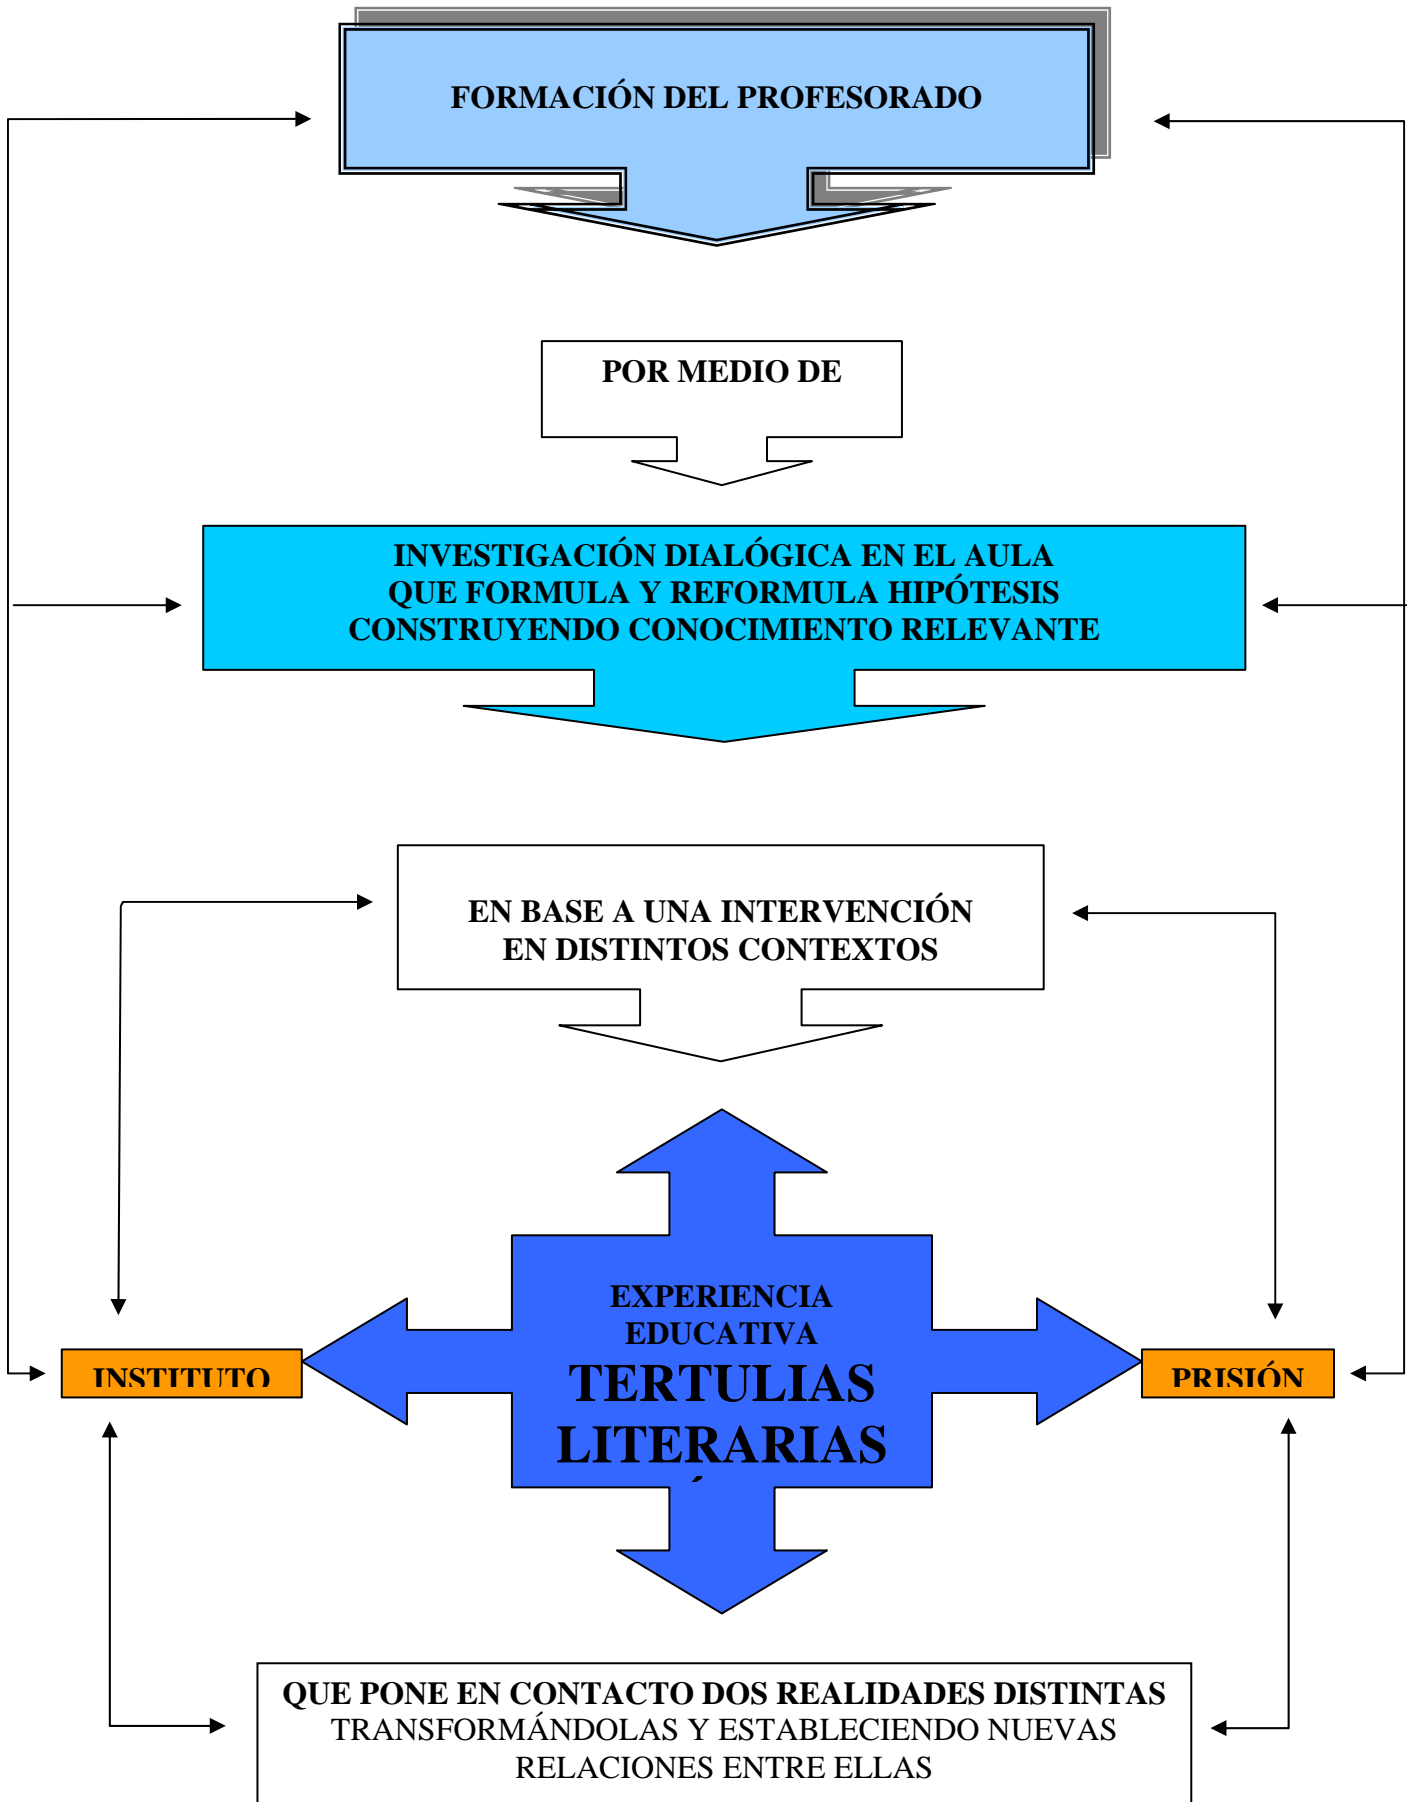 FORMACIÓN DEL PROFESORADO
POR MEDIO DE
INVESTIGACIÓN DIALÓGICA EN EL AULA
QUE FORMULA Y REFORMULA HIPÓTESIS
CONSTRUYENDO CONOCIMIENTO RELEVANTE
EN BASE A UNA INTERVENCIÓN
EN DISTINTOS CONTEXTOS
EXPERIENCIA
EDUCATIVA
TERTULIAS
LITERARIAS
INSTITUTO
PRISIÓN
QUE PONE EN CONTACTO DOS REALIDADES DISTINTAS
TRANSFORMÁNDOLAS Y ESTABLECIENDO NUEVAS
RELACIONES ENTRE ELLAS